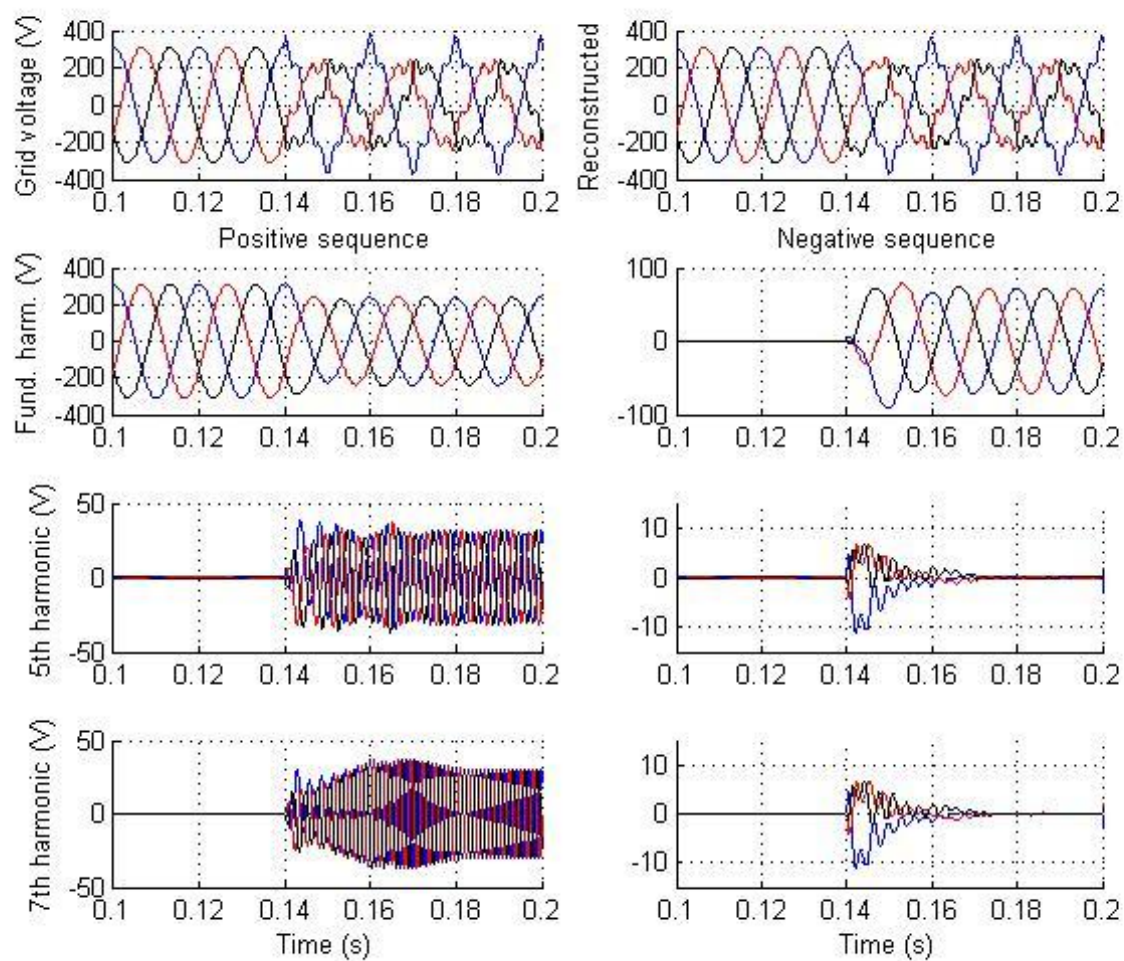 Grid voltage (V)
400
200
0
-200
-400
0.1 0.12 0.14 0.16 0.18 0.2
Reconstructed
400
200
0
-200
-400
0.1 0.12 0.14 0.16 0.18 0.2
Positive sequence
Negative sequence
Fund. harm. (V)
400
200
0
-200
-400
0.1 0.12 0.14 0.16 0.18 0.2
100
0
-100
0.1 0.12 0.14 0.16 0.18 0.2
5th harmonic (V)
50
0
-50
0.1 0.12 0.14 0.16 0.18 0.2
10
0
-10
0.1 0.12 0.14 0.16 0.18 0.2
7th harmonic (V)
50
0
-50
0.1 0.12 0.14 0.16 0.18 0.2
Time (s)
10
0
-10
0.1 0.12 0.14 0.16 0.18 0.2
Time (s)